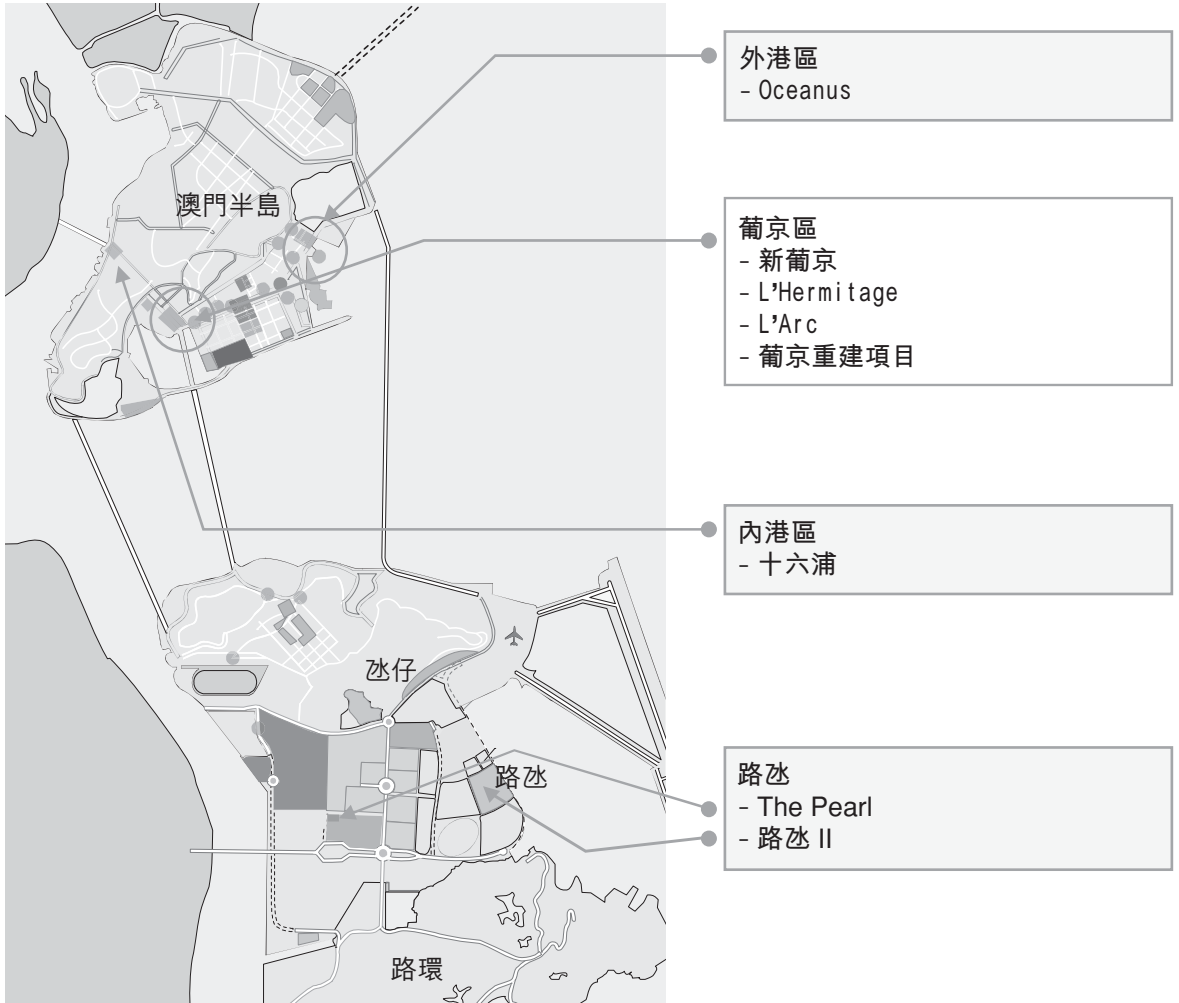 外港區
- Oceanus
澳門半島
葡京區
- 新葡京
- L'Hermitage
- L'Arc
- 葡京重建項目
內港區
- 十六浦
氹仔
路氹
路氹
- The Pearl
- 路氹 II
路環